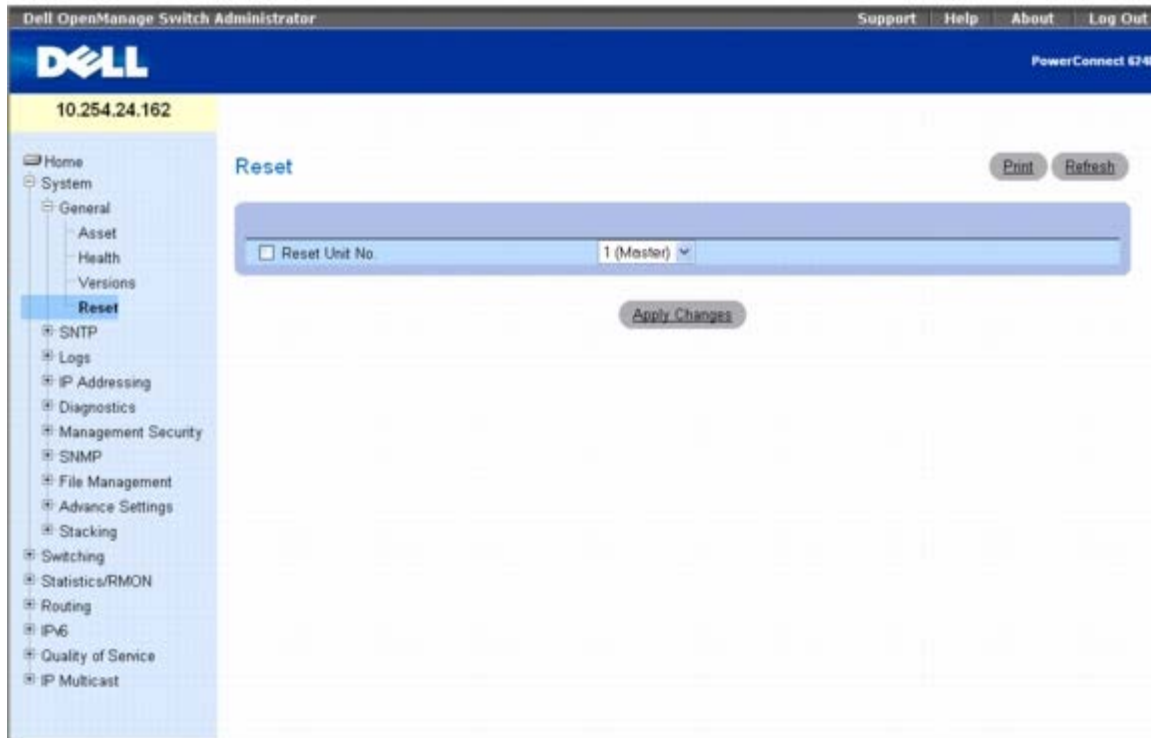 Dell OpenManage Switch Administrator
Support Help About Log Out
DELL
PowerConnect 6248
10.254.24.162
Home
System
General
Asset
Health
Versions
Reset
SNTP
Logs
IP Addressing
Diagnostics
Management Security
SNMP
File Management
Advance Settings
Stacking
Switching
Statistics/RMON
Routing
IPv6
Quality of Service
IP Multicast
Reset
Print Refresh
Reset Unit No. 1 (Master)
Apply Changes